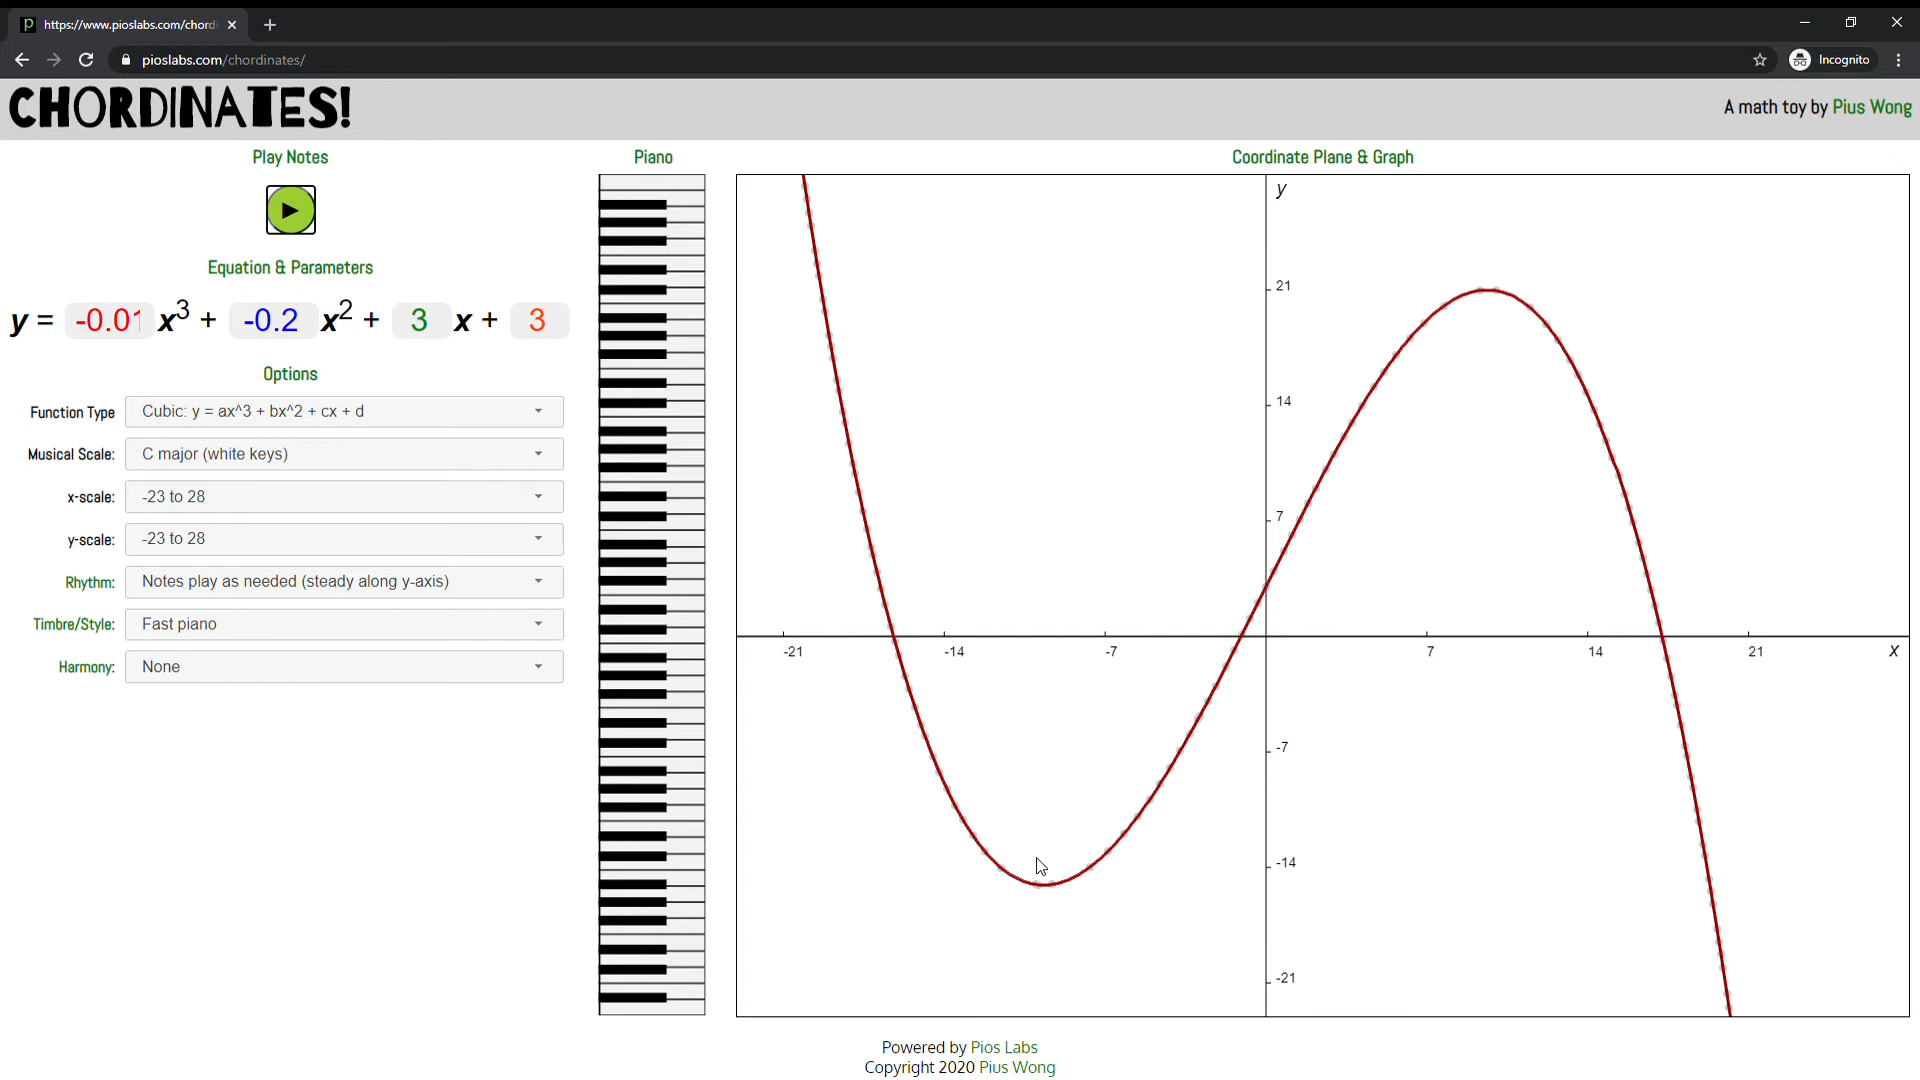 https://www.pioslabs.com/chord
pioslabs.com/chordinates/
Incognito
CHORDINATES!
A math toy by Pius Wong
Play Notes
Piano
Coordinate Plane & Graph
Equation & Parameters
y = -0.01 x³ + -0.2 x² + 3 x + 3
Options
Function Type Cubic: y = ax^3 + bx^2 + cx + d
Musical Scale: C major (white keys)
x-scale: -23 to 28
y-scale: -23 to 28
Rhythm: Notes play as needed (steady along y-axis)
Timbre/Style: Fast piano
Harmony: None
y
21
14
7
-21 -14 -7 7 14 21 x
-7
-14
-21
Powered by Pios Labs
Copyright 2020 Pius Wong